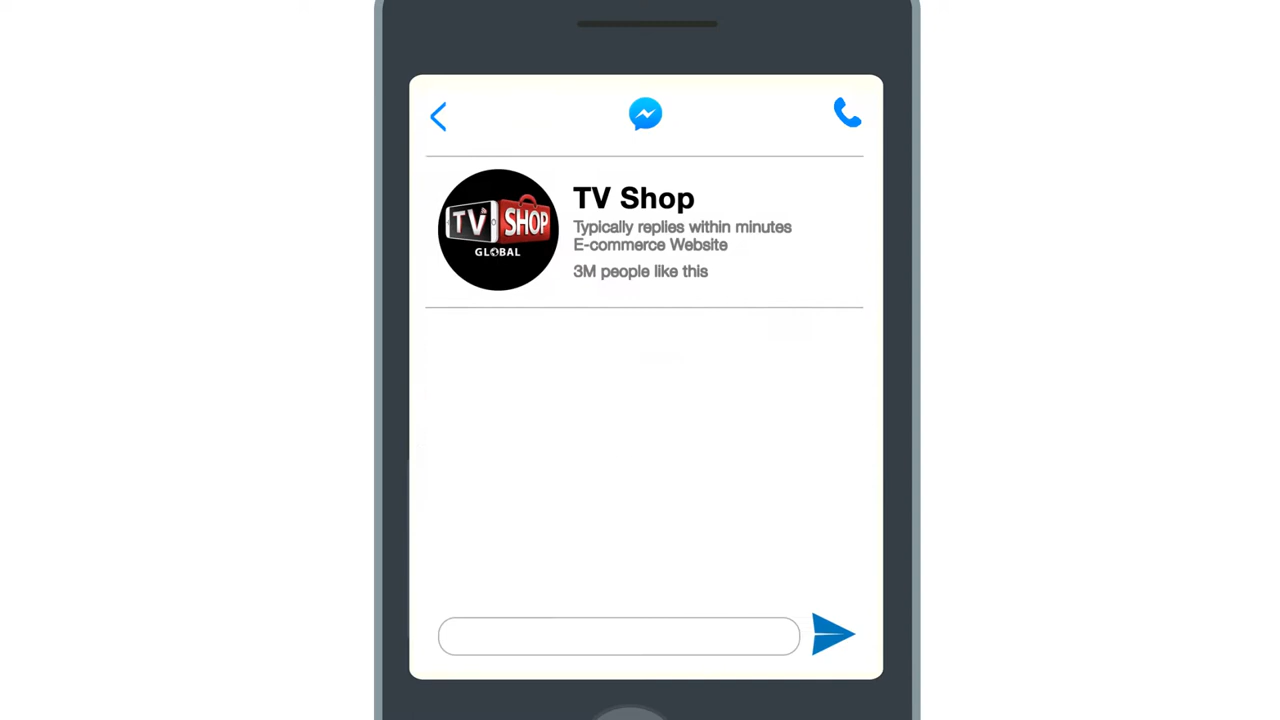 TV SHOP
GLOBAL
TV Shop
Typically replies within minutes
E-commerce Website
3M people like this